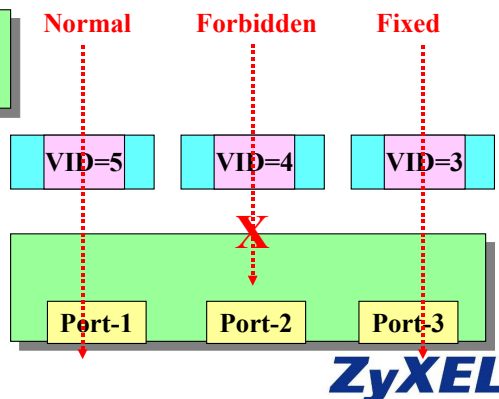 Normal Forbidden Fixed
VID=5 VID=4 VID=3
X
Port-1 Port-2 Port-3
ZyXEL